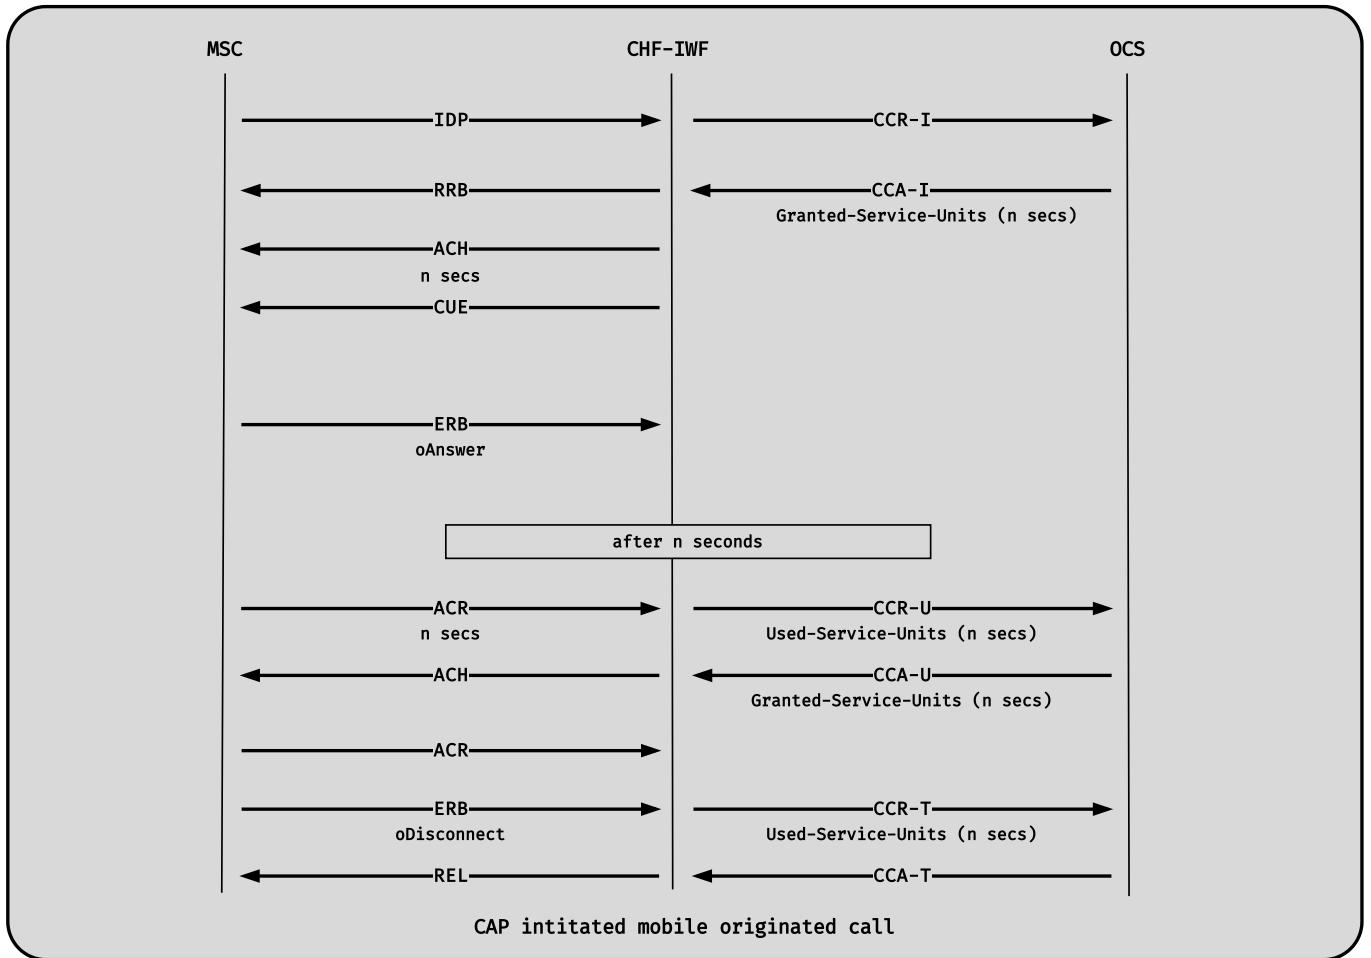 MSC CHF-IWF OCS
IDP CCR-I
RRB CCA-I
Granted-Service-Units (n secs)
ACH
n secs
CUE
ERB
oAnswer
after n seconds
ACR CCR-U
n secs Used-Service-Units (n secs)
ACH CCA-U
Granted-Service-Units (n secs)
ACR
ERB CCR-T
oDisconnect Used-Service-Units (n secs)
REL CCA-T
CAP intitated mobile originated call